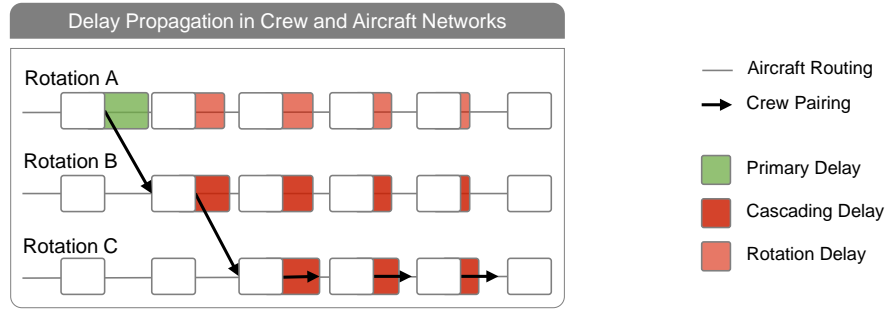 Delay Propagation in Crew and Aircraft Networks
Rotation A
Rotation B
Rotation C
Aircraft Routing
Crew Pairing
Primary Delay
Cascading Delay
Rotation Delay